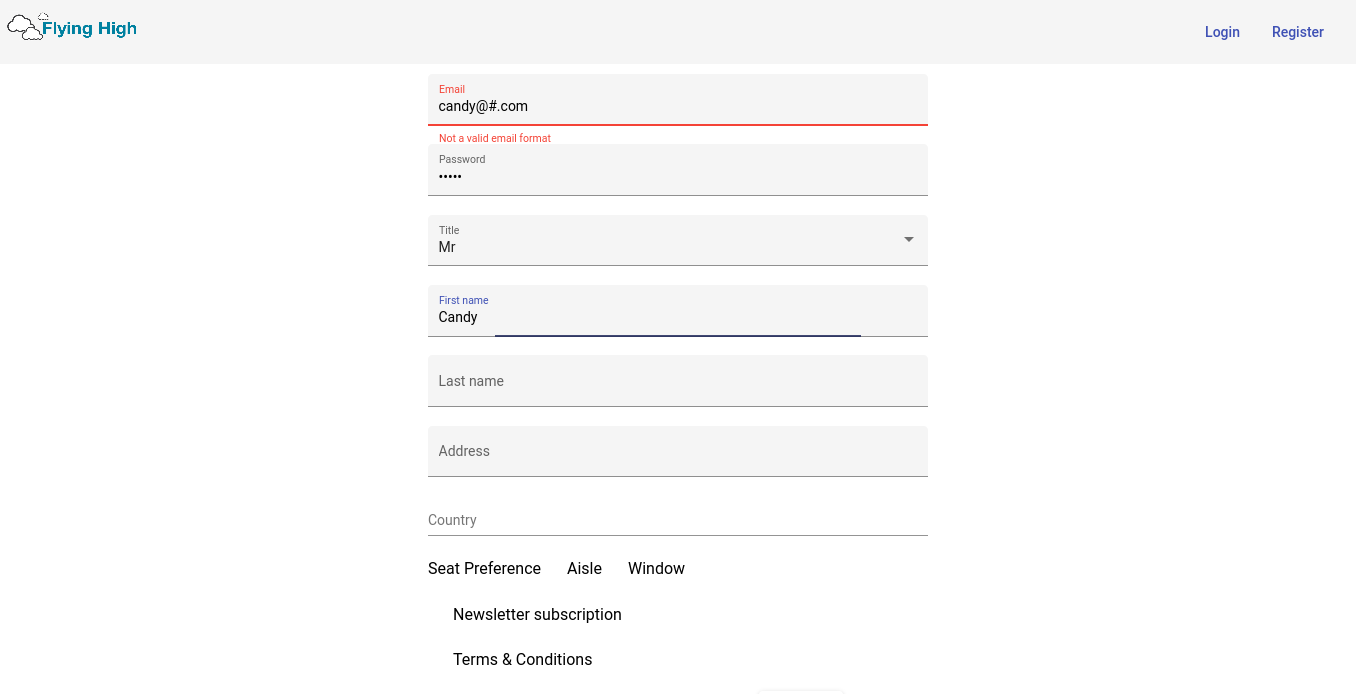 Flying High
Login Register
Email
candy@#.com
Not a valid email format
Password
•••••
Title
Mr
First name
Candy
Last name
Address
Country
Seat Preference Aisle Window
Newsletter subscription
Terms & Conditions